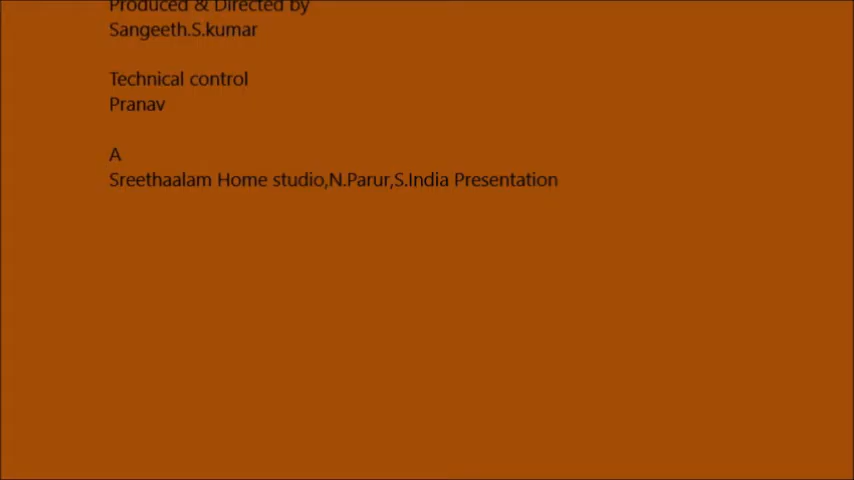 Produced & Directed by
Sangeeth.S.kumar
Technical control
Pranav
A
Sreethaalam Home studio,N.Parur,S.India Presentation